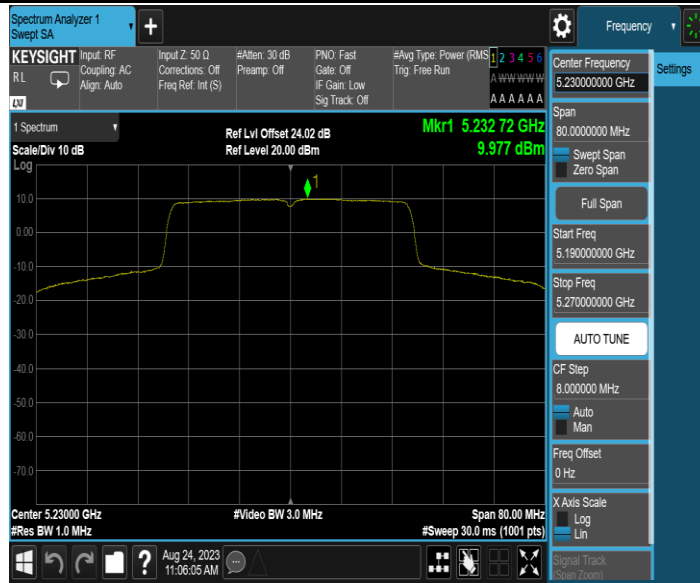 Spectrum Analyzer 1
Swept SA
Frequency
KEYSIGHT
RL
LXI
Input: RF
Coupling: AC
Align: Auto
Input Z: 50 Ω
Corrections: Off
Freq Ref: Int (S)
#Atten: 30 dB
Preamp: Off
PNO: Fast
Gate: Off
IF Gain: Low
Sig Track: Off
#Avg Type: Power (RMS
Trig: Free Run
1 2 3 4 5 6
A W W W W W
A A A A A A
1 Spectrum
Scale/Div 10 dB
Log
Ref Lvl Offset 24.02 dB
Ref Level 20.00 dBm
Mkr1 5.232 72 GHz
9.977 dBm
1
10.0
0.00
-10.0
-20.0
-30.0
-40.0
-50.0
-60.0
-70.0
Center 5.23000 GHz
#Res BW 1.0 MHz
#Video BW 3.0 MHz
Span 80.00 MHz
#Sweep 30.0 ms (1001 pts)
?
Aug 24, 2023
11:06:05 AM
Center Frequency
5.230000000 GHz
Settings
Span
80.0000000 MHz
Swept Span
Zero Span
Full Span
Start Freq
5.190000000 GHz
Stop Freq
5.270000000 GHz
AUTO TUNE
CF Step
8.000000 MHz
Auto
Man
Freq Offset
0 Hz
X Axis Scale
Log
Lin
Signal Track
(Span Zoom)